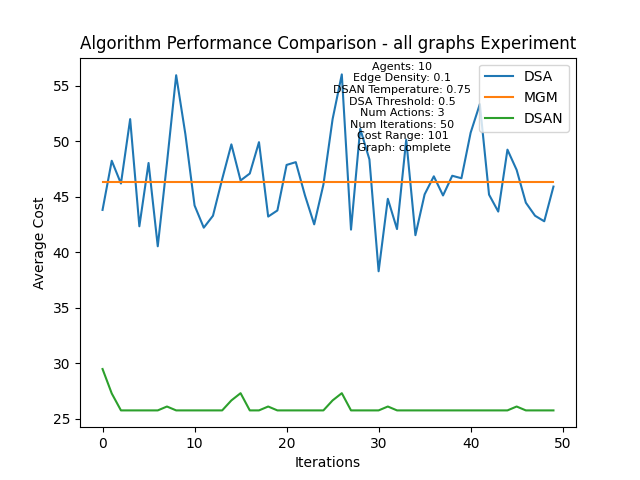 Algorithm Performance Comparison - all graphs Experiment
Agents: 10
Edge Density: 0.1
DSAN Temperature: 0.75
DSA Threshold: 0.5
Num Actions: 3
Num Iterations: 50
Cost Range: 101
Graph: complete
DSA
MGM
DSAN
Average Cost
55
50
45
40
35
30
25
0
10
20
30
40
50
Iterations